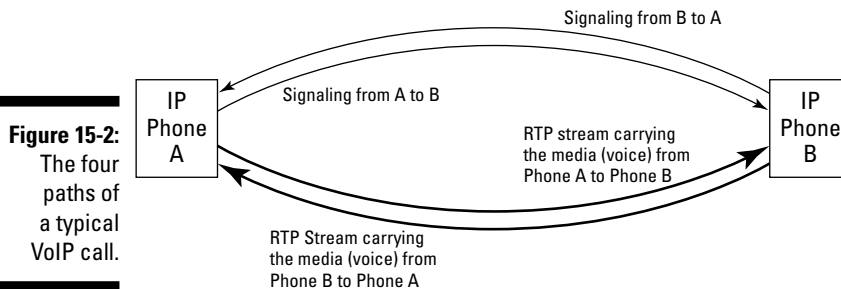 Signaling from B to A
IP
Phone
A
Signaling from A to B
IP
Phone
B
RTP stream carrying
the media (voice) from
Phone A to Phone B
RTP Stream carrying
the media (voice) from
Phone B to Phone A
Figure 15-2:
The four
paths of
a typical
VoIP call.